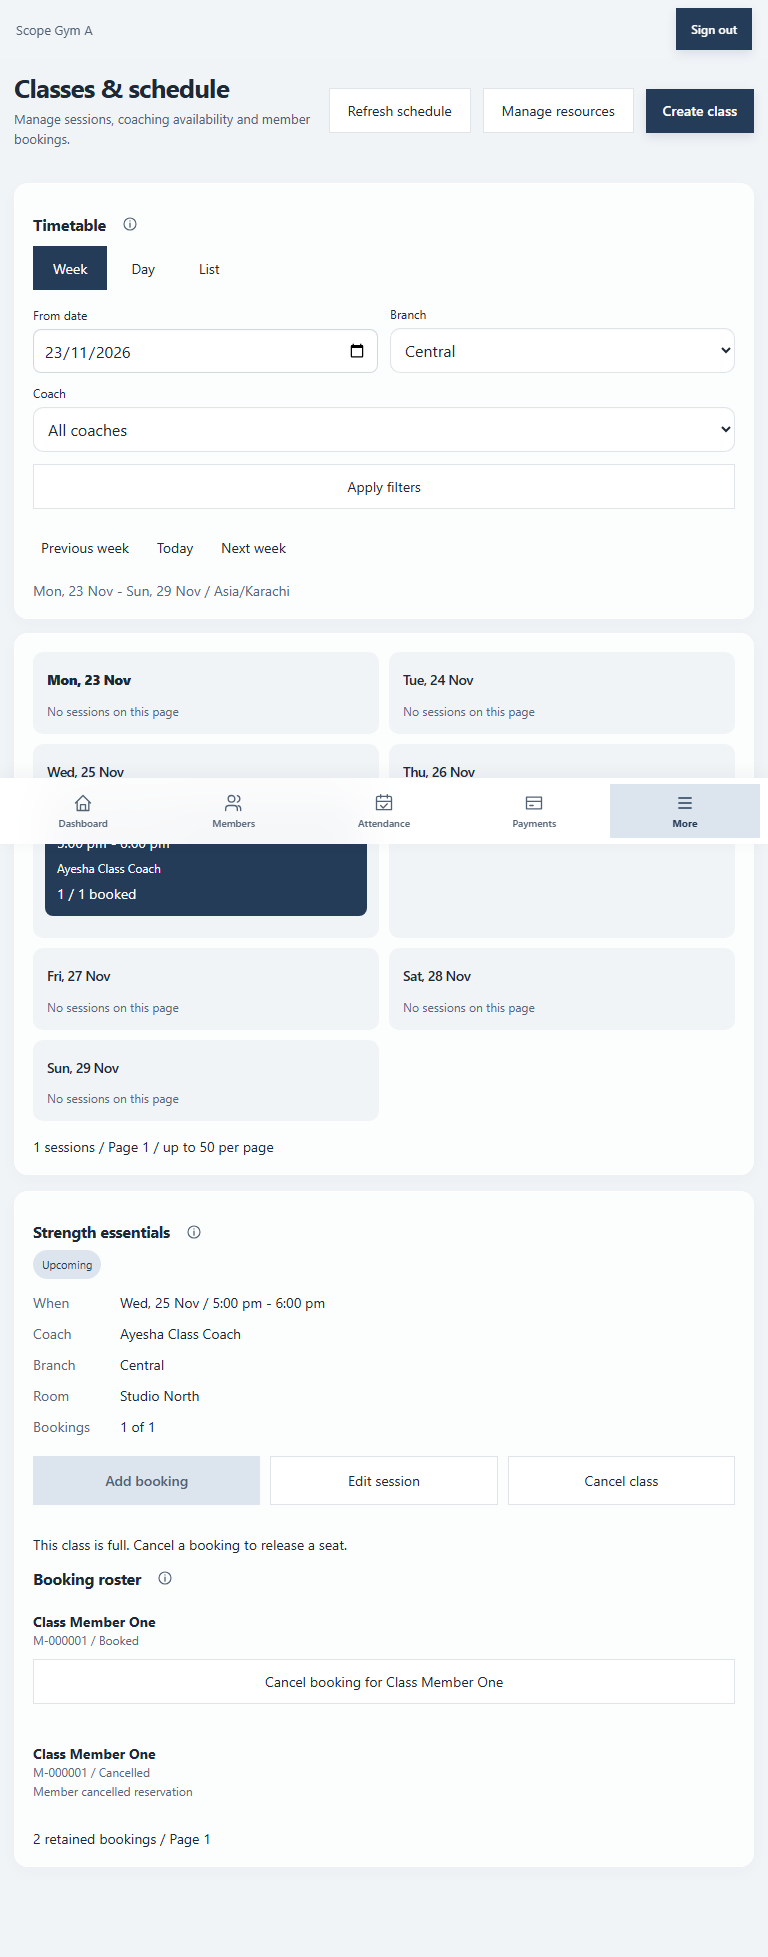 Scope Gym A
Sign out
Classes & schedule
Manage sessions, coaching availability and member
bookings.
Refresh schedule
Manage resources
Create class
Timetable
Week
Day
List
From date
23/11/2026
Branch
Central
Coach
All coaches
Apply filters
Previous week
Today
Next week
Mon, 23 Nov - Sun, 29 Nov / Asia/Karachi
Mon, 23 Nov
No sessions on this page
Tue, 24 Nov
No sessions on this page
Wed, 25 Nov
Thu, 26 Nov
Dashboard
Members
Attendance
Payments
More
5:00 pm - 6:00 pm
Ayesha Class Coach
1 / 1 booked
Fri, 27 Nov
No sessions on this page
Sat, 28 Nov
No sessions on this page
Sun, 29 Nov
No sessions on this page
1 sessions / Page 1 / up to 50 per page
Strength essentials
Upcoming
When
Wed, 25 Nov / 5:00 pm - 6:00 pm
Coach
Ayesha Class Coach
Branch
Central
Room
Studio North
Bookings
1 of 1
Add booking
Edit session
Cancel class
This class is full. Cancel a booking to release a seat.
Booking roster
Class Member One
M-000001 / Booked
Cancel booking for Class Member One
Class Member One
M-000001 / Cancelled
Member cancelled reservation
2 retained bookings / Page 1